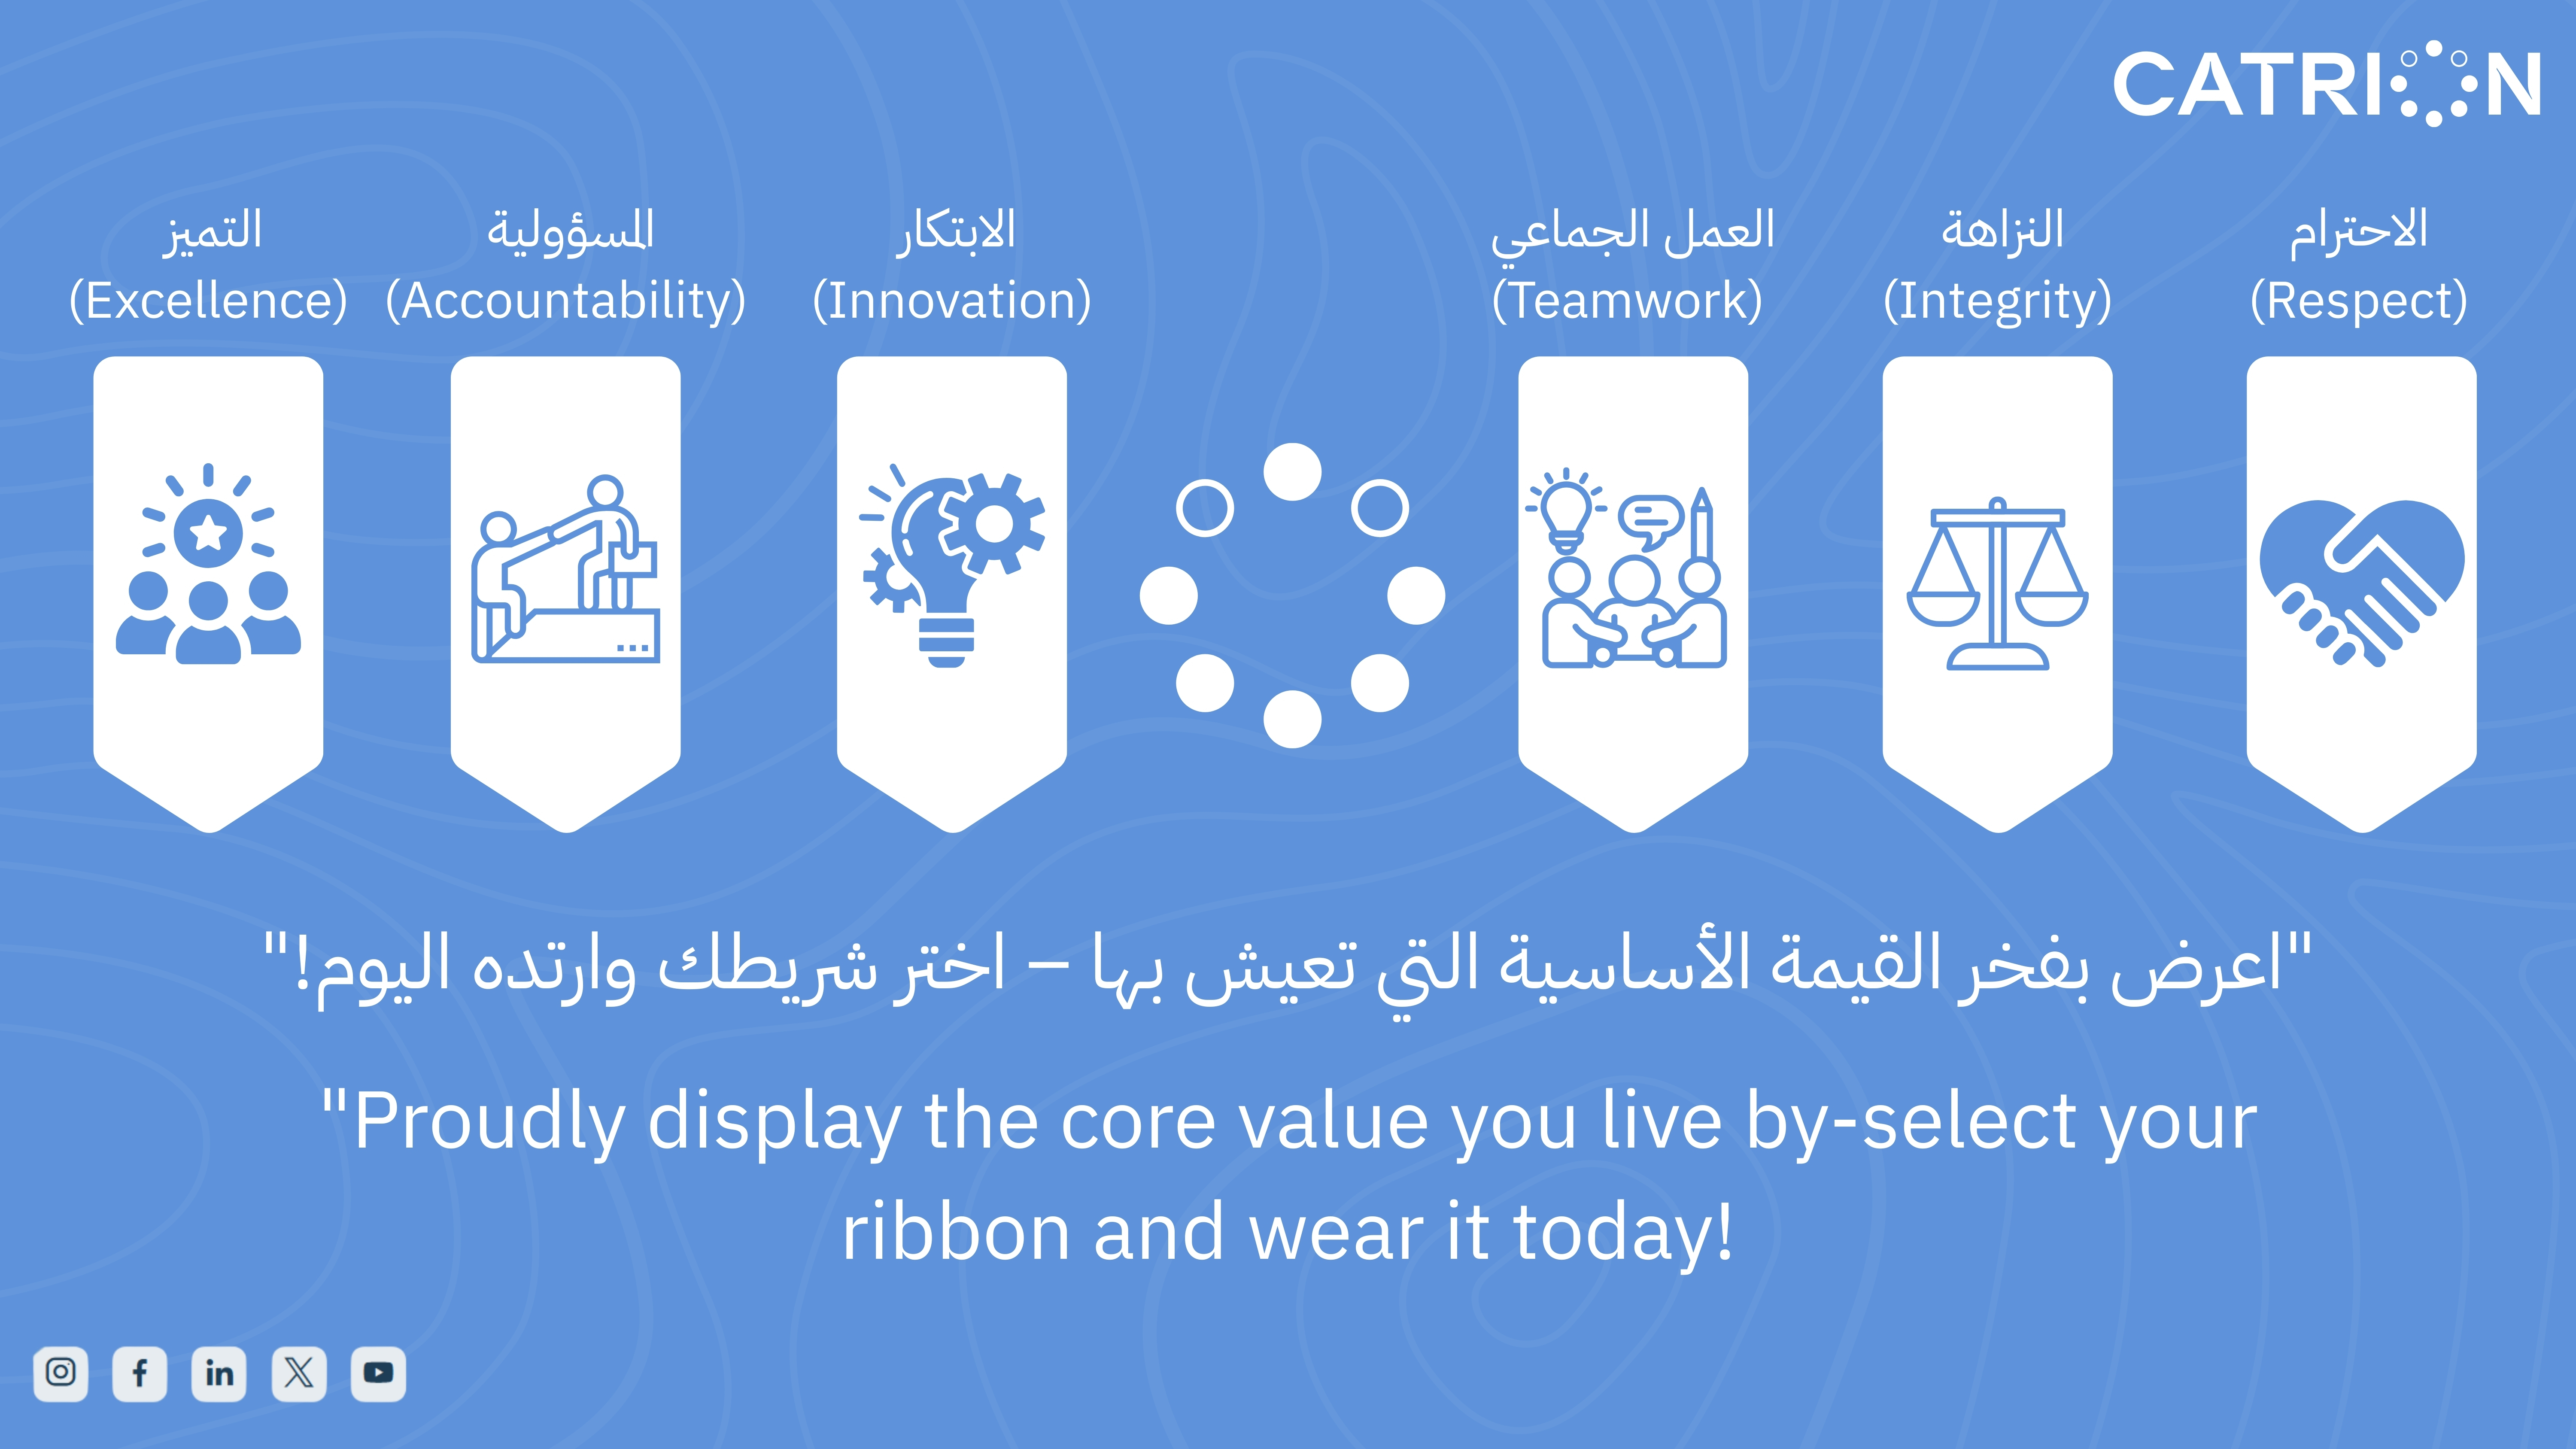 CATRION
التميز
(Excellence)
المسؤولية
(Accountability)
الابتكار
(Innovation)
العمل الجماعي
(Teamwork)
النزاهة
(Integrity)
الاحترام
(Respect)
"اعرض بفخر القيمة الأساسية التي تعيش بها – اختر شريطك وارتده اليوم!"
"Proudly display the core value you live by-select your
ribbon and wear it today!